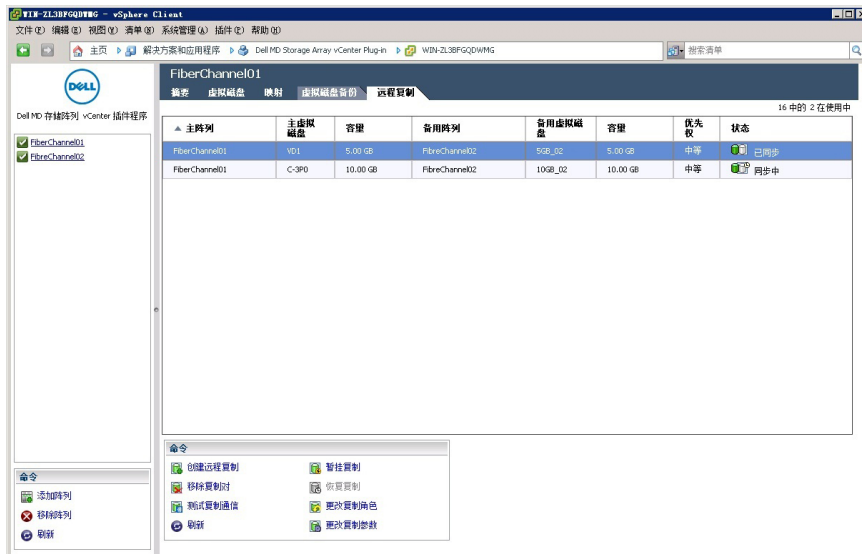 WIN-ZL3BFGQDWMG - vSphere Client
文件(F) 编辑(E) 视图(V) 清单(N) 系统管理(A) 插件(P) 帮助(H)
主页 解决方案和应用程序 Dell MD Storage Array vCenter Plug-in WIN-ZL3BFGQDWMG 搜索清单
DELL
Dell MD 存储阵列 vCenter 插件程序
FiberChannel01
FibreChannel02
FiberChannel01
摘要 虚拟磁盘 映射 虚拟磁盘备份 远程复制
16 中的 2 在使用中
主阵列 主虚拟磁盘 容量 备用阵列 备用虚拟磁盘 容量 优先权 状态
FiberChannel01 VD1 5.00 GB FibreChannel02 5GB_02 5.00 GB 中等 已同步
FiberChannel01 C-3P0 10.00 GB FibreChannel02 10GB_02 10.00 GB 中等 同步中
命令
添加阵列
移除阵列
刷新
命令
创建远程复制 暂挂复制
移除复制对 恢复复制
测试复制通信 更改复制角色
刷新 更改复制参数